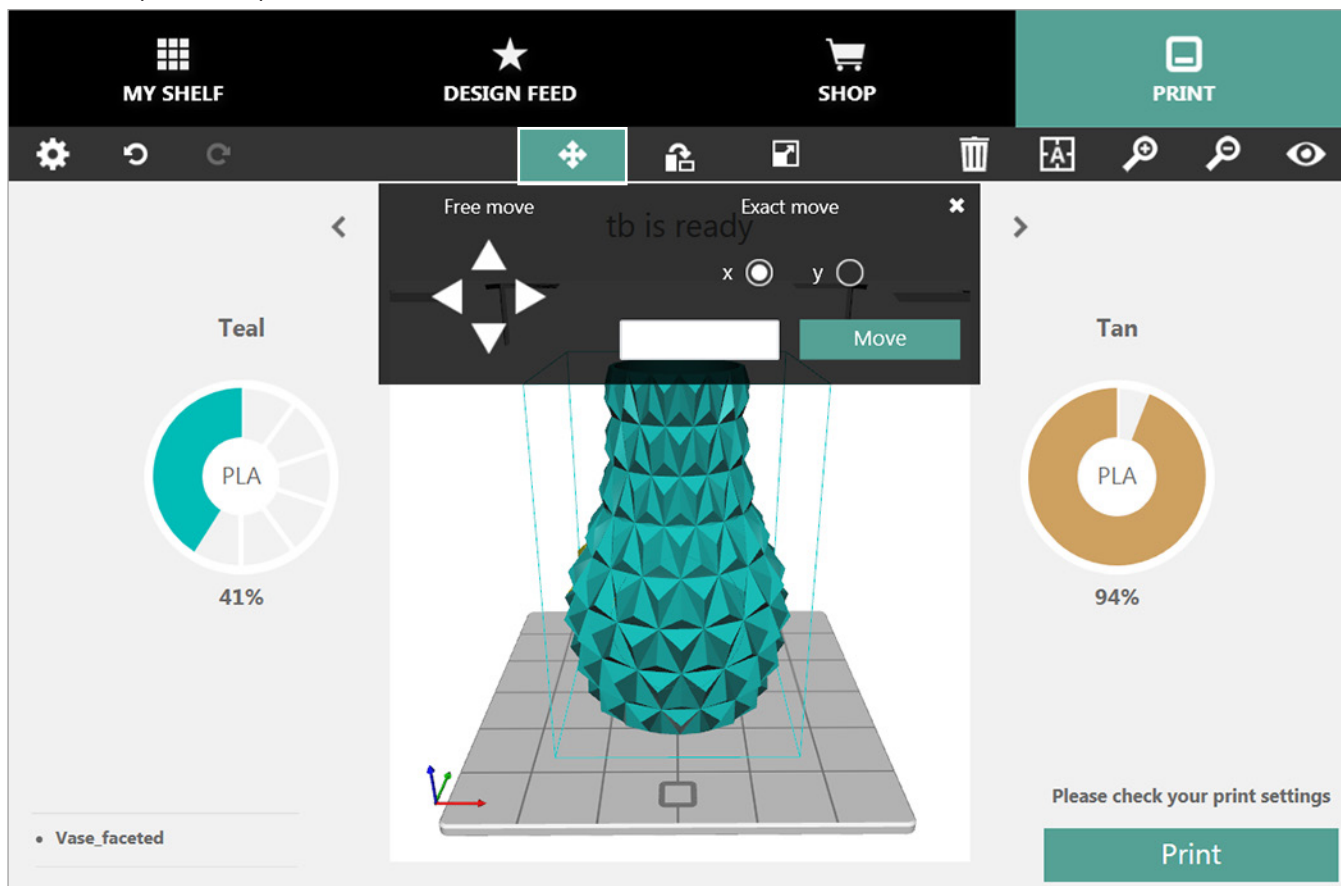 MY SHELF
DESIGN FEED
SHOP
PRINT
A
Free move
Exact move
tb is ready
x
y
Move
Teal
Tan
PLA
PLA
41%
94%
Please check your print settings
• Vase_faceted
Print